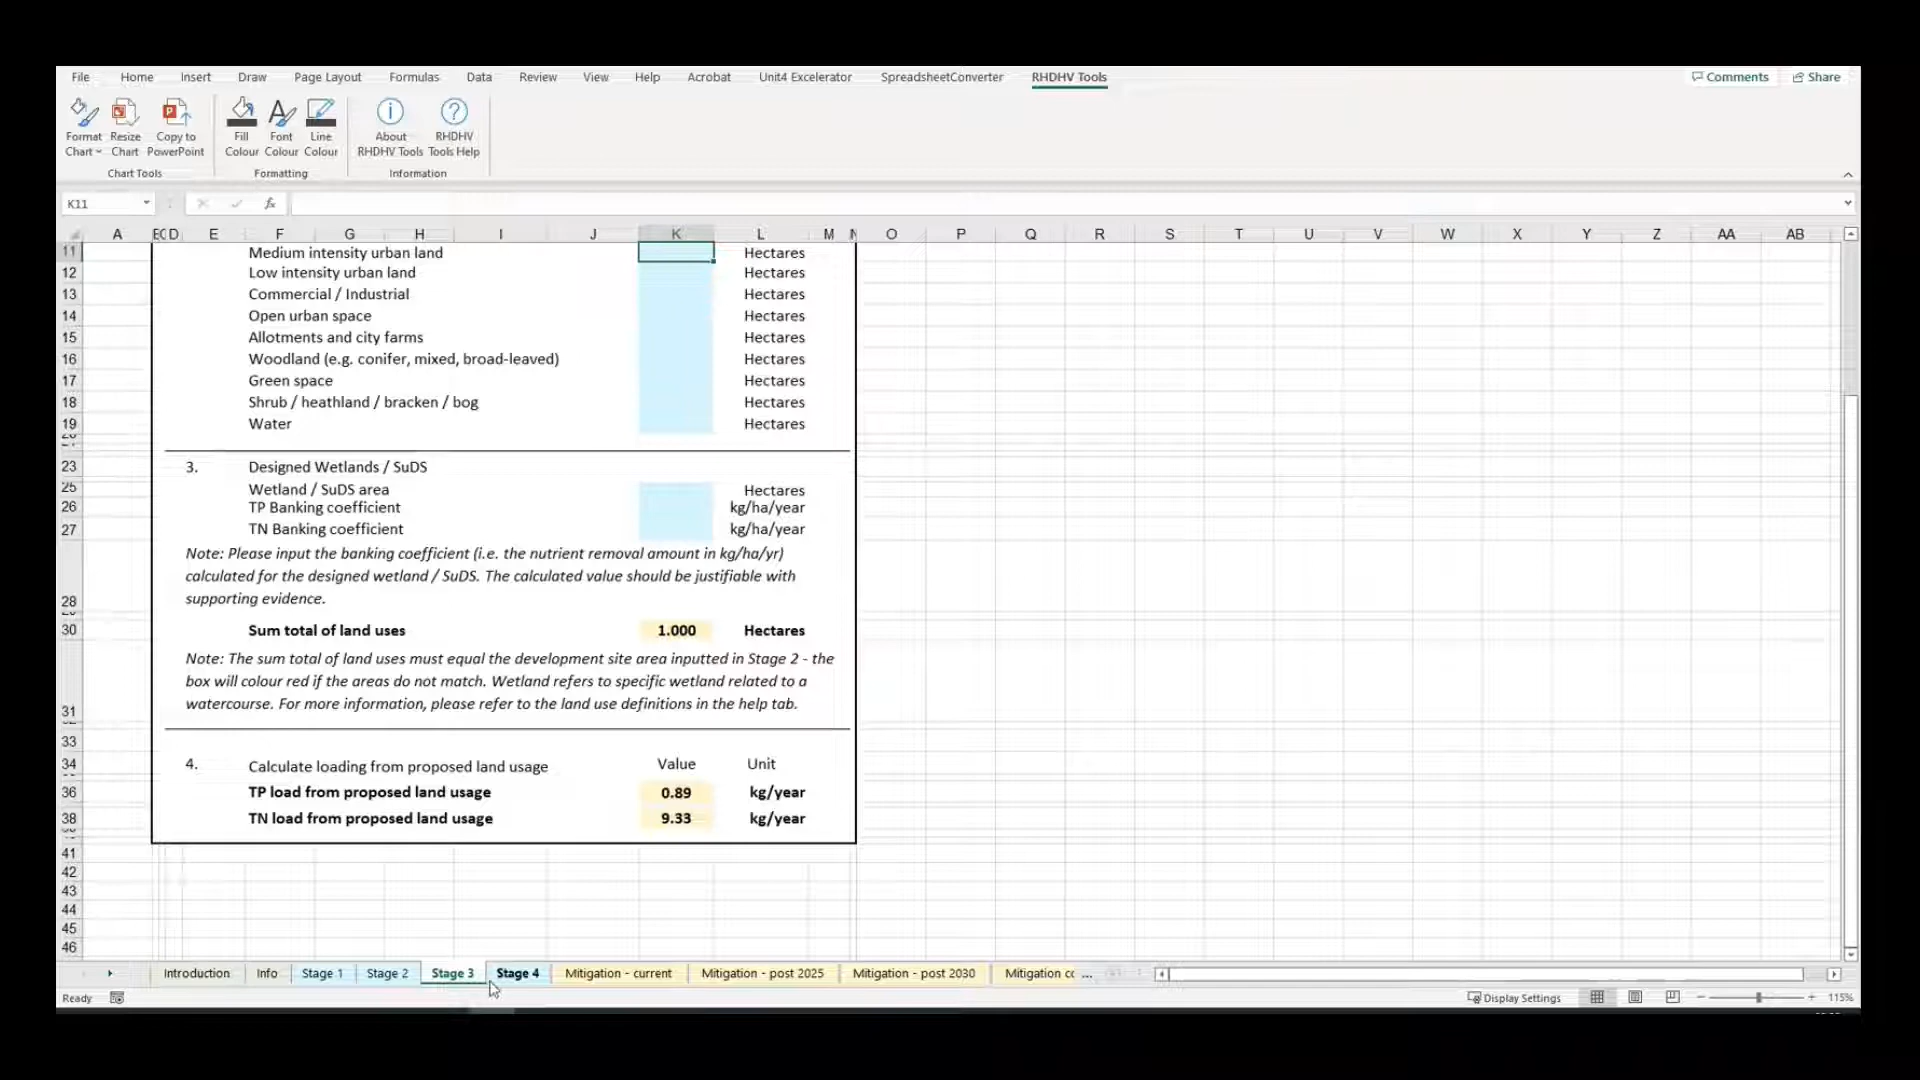 File Home Insert Draw Page Layout Formulas Data Review View Help Acrobat Unit4 Excelerator SpreadsheetConverter RHDHV Tools Comments Share
Format Chart Resize Chart Copy to PowerPoint Fill Colour Font Colour Line Colour About RHDHV Tools RHDHV Tools Help
Chart Tools Formatting Information
K11 fx
A D E F G H I J K L M N O P Q R S T U V W X Y Z AA AB
11 Medium intensity urban land Hectares
12 Low intensity urban land Hectares
13 Commercial / Industrial Hectares
14 Open urban space Hectares
15 Allotments and city farms Hectares
16 Woodland (e.g. conifer, mixed, broad-leaved) Hectares
17 Green space Hectares
18 Shrub / heathland / bracken / bog Hectares
19 Water Hectares
23 3. Designed Wetlands / SuDS
25 Wetland / SuDS area Hectares
26 TP Banking coefficient kg/ha/year
27 TN Banking coefficient kg/ha/year
Note: Please input the banking coefficient (i.e. the nutrient removal amount in kg/ha/yr)
calculated for the designed wetland / SuDS. The calculated value should be justifiable with
28 supporting evidence.
30 Sum total of land uses 1.000 Hectares
Note: The sum total of land uses must equal the development site area inputted in Stage 2 - the
box will colour red if the areas do not match. Wetland refers to specific wetland related to a
31 watercourse. For more information, please refer to the land use definitions in the help tab.
33
34 4. Calculate loading from proposed land usage Value Unit
36 TP load from proposed land usage 0.89 kg/year
38 TN load from proposed land usage 9.33 kg/year
41
42
43
44
45
46
Introduction Info Stage 1 Stage 2 Stage 3 Stage 4 Mitigation - current Mitigation - post 2025 Mitigation - post 2030 Mitigation cc ...
Ready Display Settings 115%